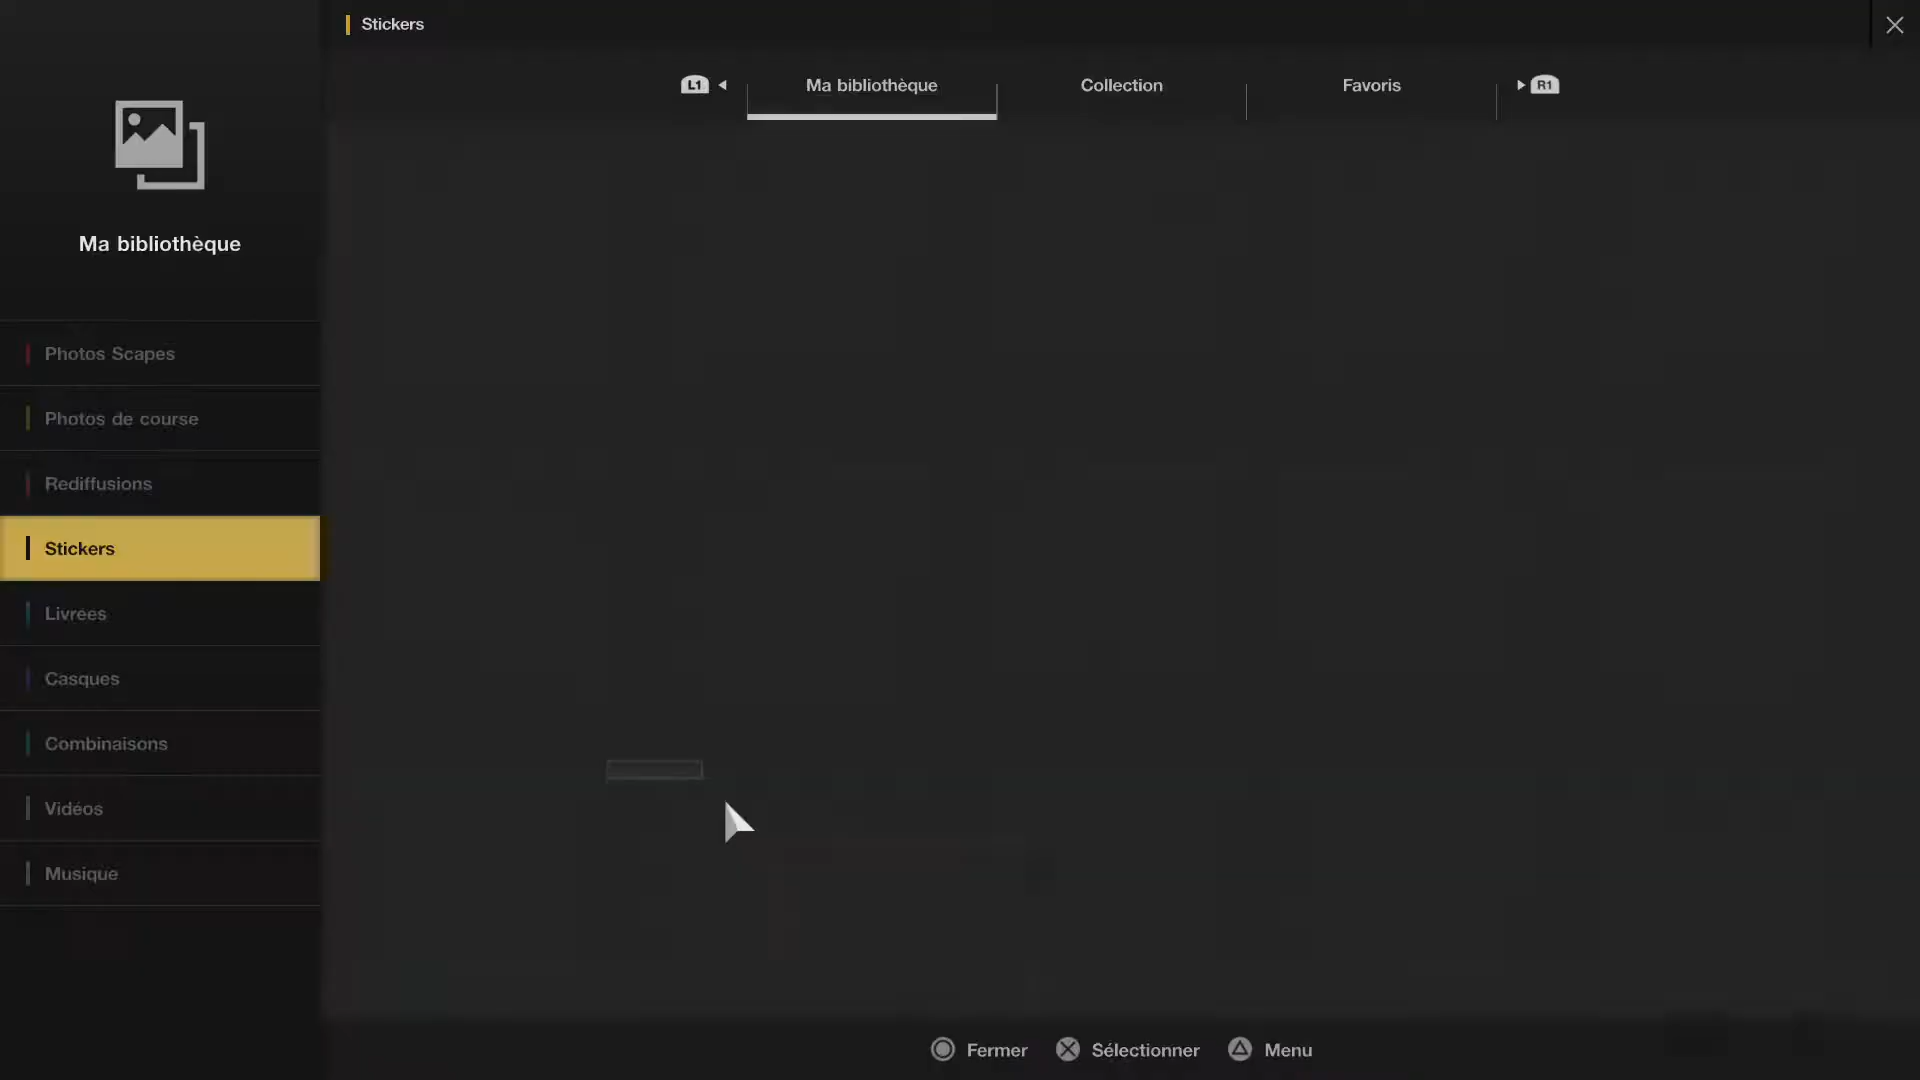 Stickers
L1 Ma bibliothèque Collection Favoris R1
Ma bibliothèque
Photos Scapes
Photos de course
Rediffusions
Stickers
Livrées
Casques
Combinaisons
Vidéos
Musique
Fermer Sélectionner Menu